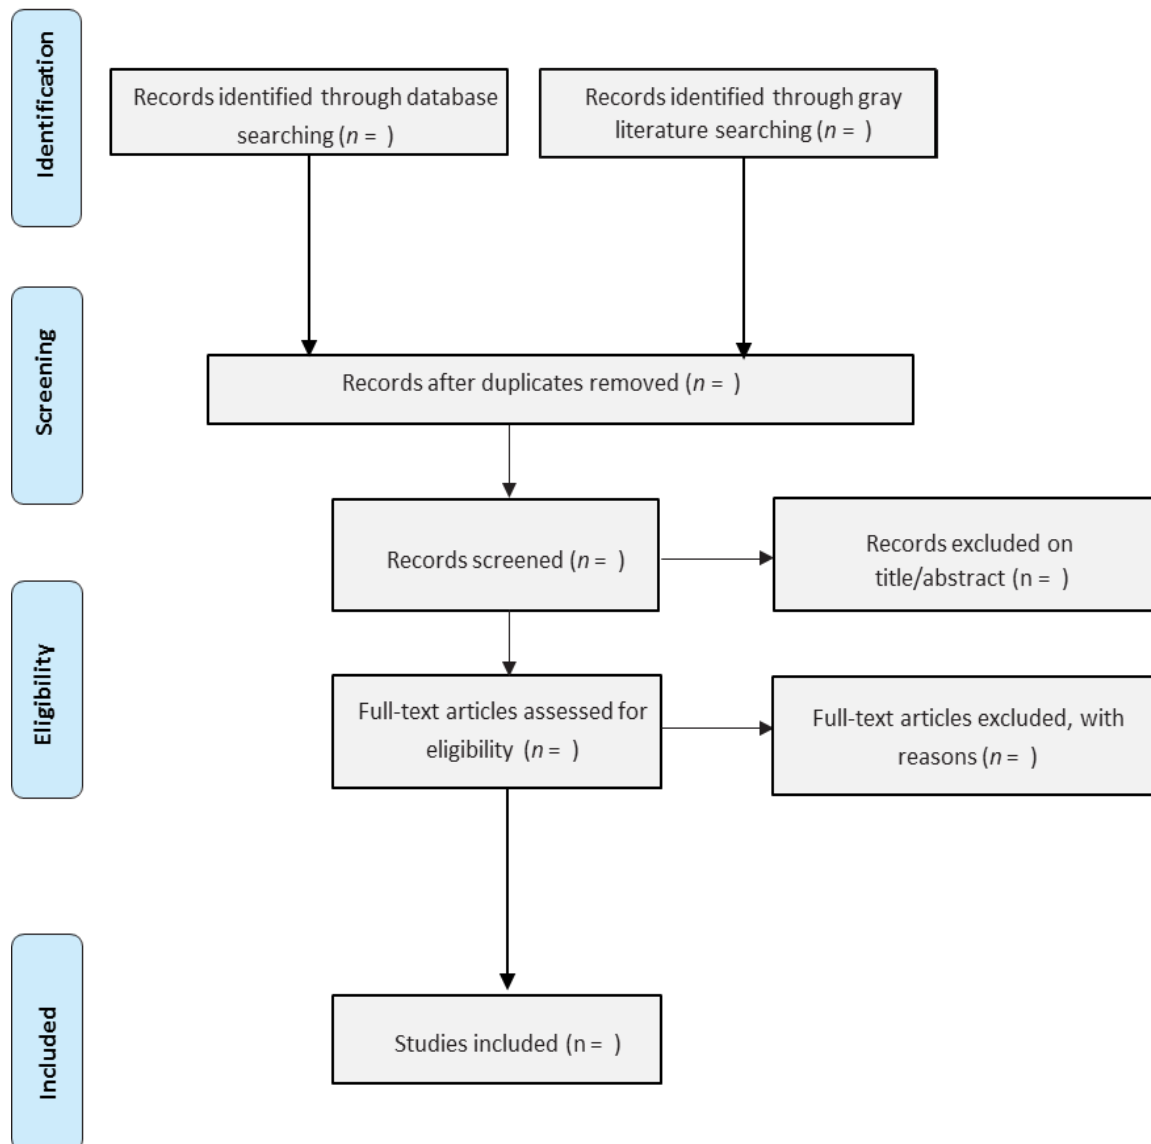 Identification
Records identified through database
searching (n = )
Records identified through gray
literature searching (n = )
Screening
Records after duplicates removed (n = )
Records screened (n = )
Records excluded on
title/abstract (n = )
Eligibility
Full-text articles assessed for
eligibility (n = )
Full-text articles excluded, with
reasons (n = )
Included
Studies included (n = )